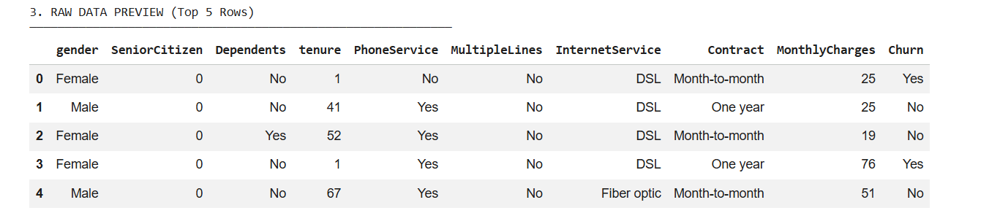 3. RAW DATA PREVIEW (Top 5 Rows)
gender SeniorCitizen Dependents tenure PhoneService MultipleLines InternetService Contract MonthlyCharges Churn
0 Female 0 No 1 No No DSL Month-to-month 25 Yes
1 Male 0 No 41 Yes No DSL One year 25 No
2 Female 0 Yes 52 Yes No DSL Month-to-month 19 No
3 Female 0 No 1 Yes No DSL One year 76 Yes
4 Male 0 No 67 Yes No Fiber optic Month-to-month 51 No